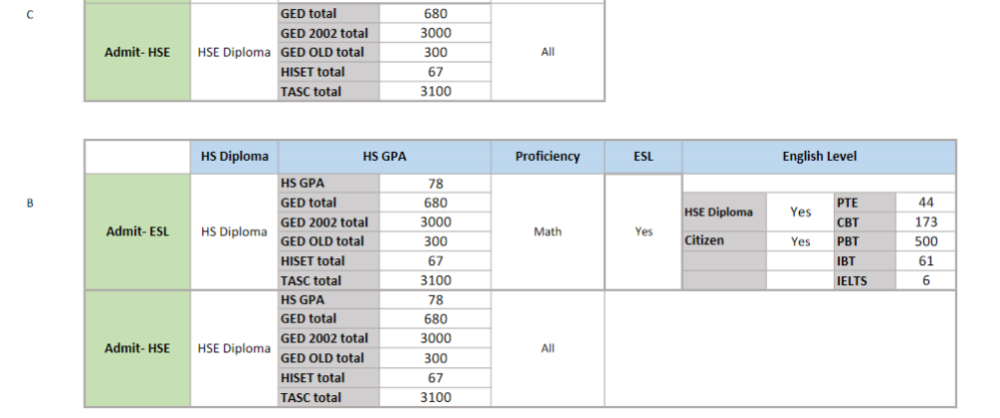 C
GED total 680
GED 2002 total 3000
Admit- HSE HSE Diploma GED OLD total 300 All
HISET total 67
TASC total 3100
HS Diploma HS GPA Proficiency ESL English Level
HS GPA 78
B
GED total 680 PTE 44
HSE Diploma Yes
GED 2002 total 3000 CBT 173
Admit- ESL HS Diploma Math Yes
GED OLD total 300 Citizen Yes PBT 500
HISET total 67 IBT 61
TASC total 3100 IELTS 6
HS GPA 78
GED total 680
GED 2002 total 3000
Admit- HSE HSE Diploma All
GED OLD total 300
HISET total 67
TASC total 3100